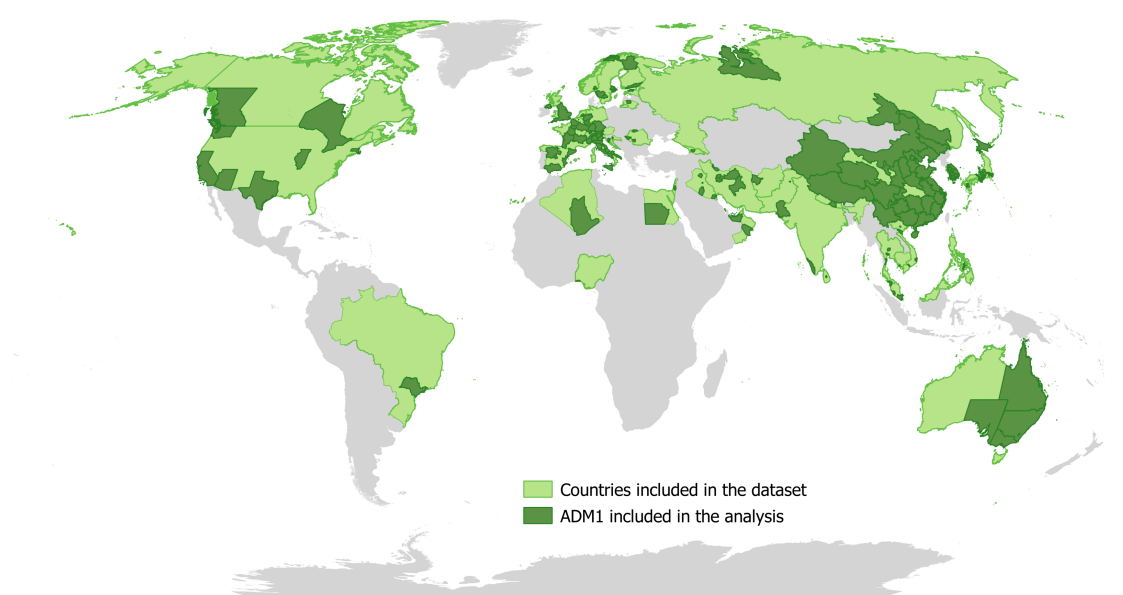 Countries included in the dataset
ADM1 included in the analysis